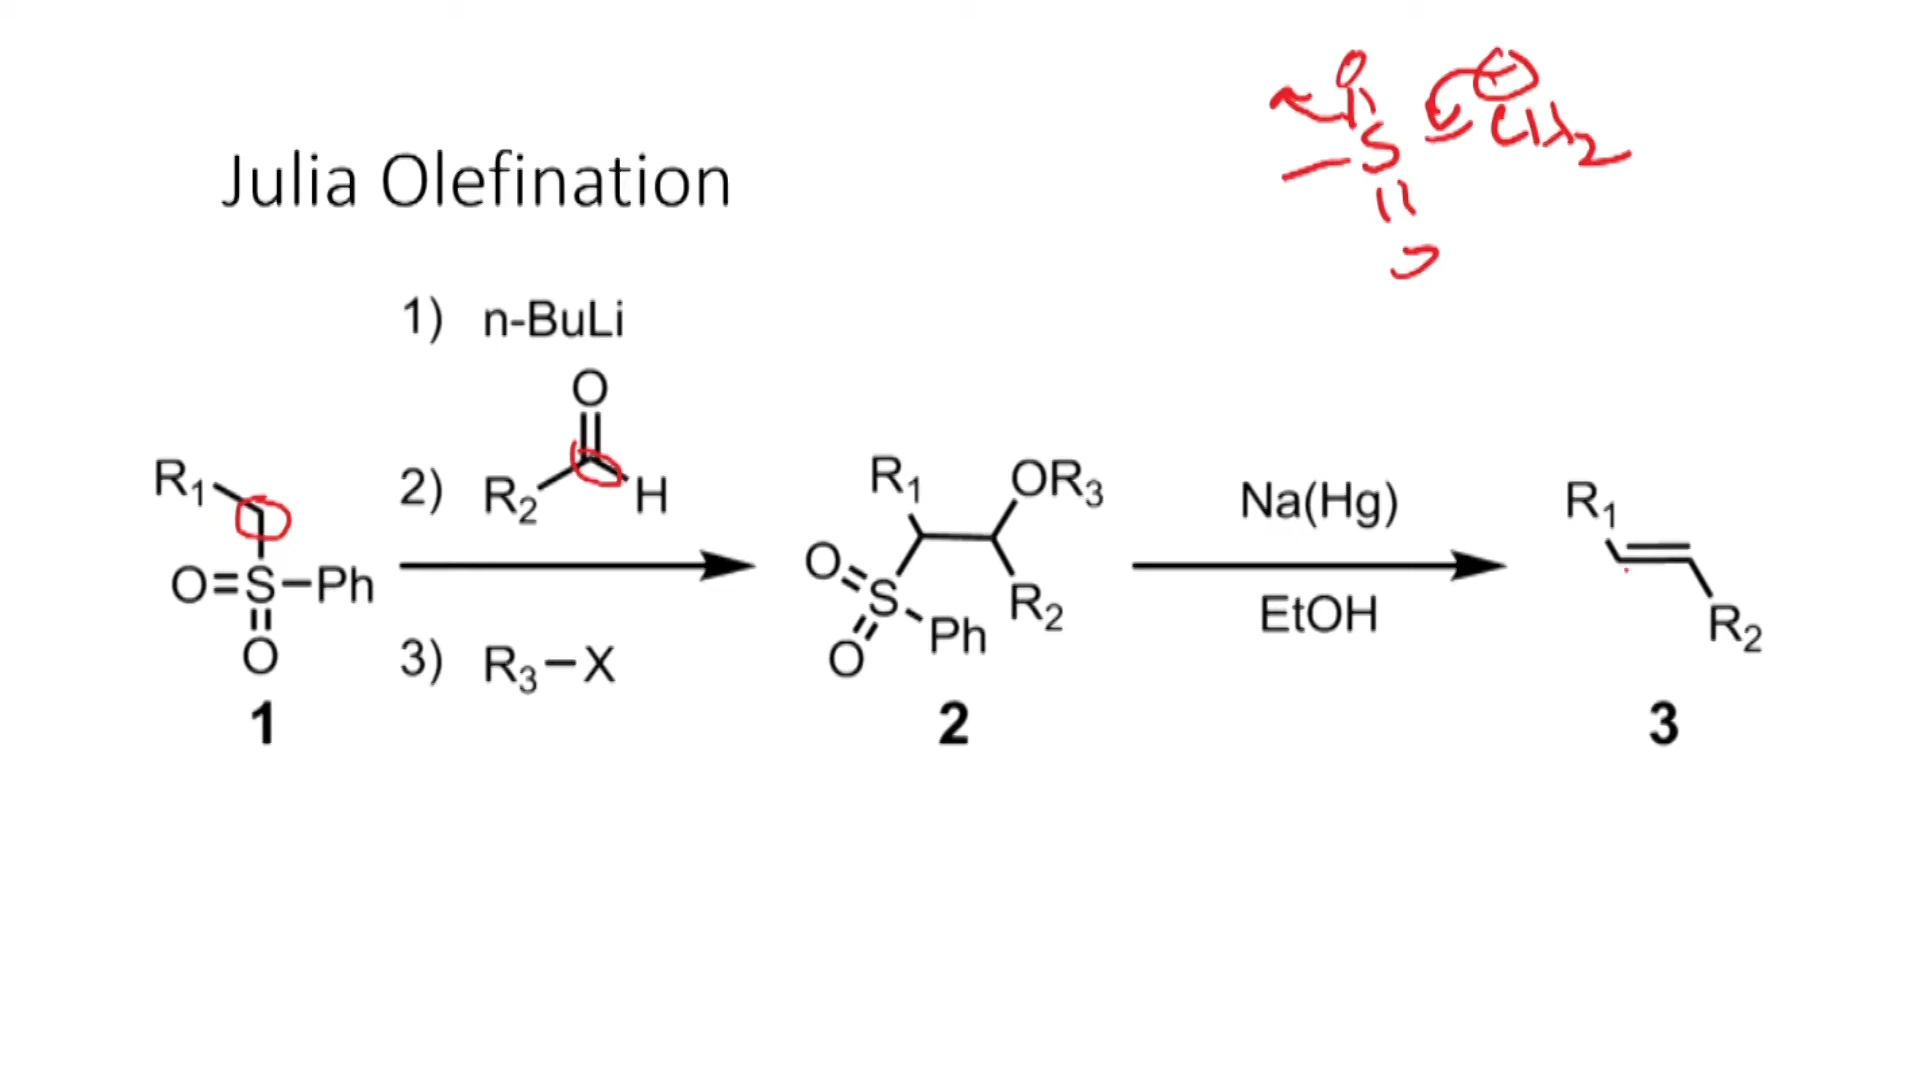 Julia Olefination
O
S
CH2
O
1) n-BuLi
O
2) R2 H
R1
O=S-Ph
O
1
3) R3-X
R1 OR3
O
S
O
Ph
R2
2
Na(Hg)
EtOH
R1
R2
3